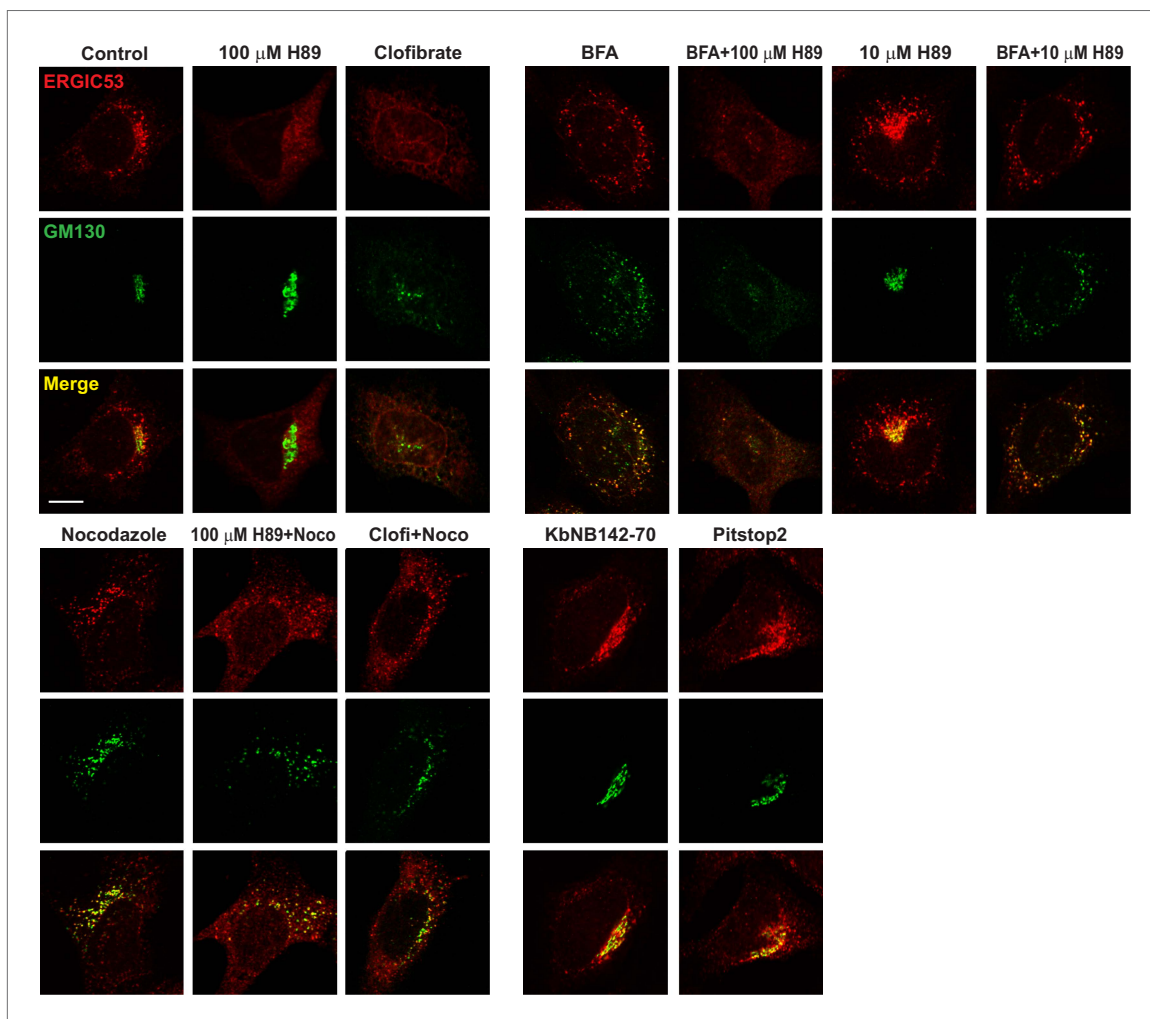 Control 100 μM H89 Clofibrate BFA BFA+100 μM H89 10 μM H89 BFA+10 μM H89
ERGIC53
GM130
Merge
Nocodazole 100 μM H89+Noco Clofi+Noco KbNB142-70 Pitstop2